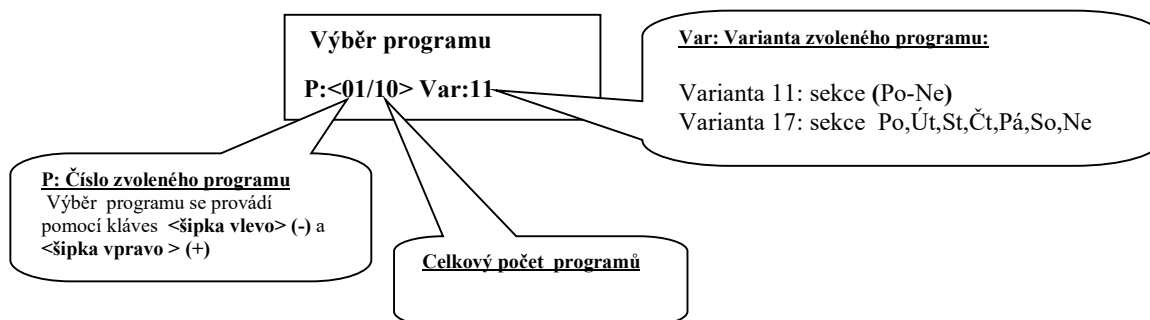 Výběr programu
P:<01/10> Var:11
Var: Varianta zvoleného programu:
Varianta 11: sekce (Po-Ne)
Varianta 17: sekce Po,Út,St,Čt,Pá,So,Ne
P: Číslo zvoleného programu
Výběr programu se provádí
pomocí kláves <šipka vlevo> (-) a
<šipka vpravo > (+)
Celkový počet programů